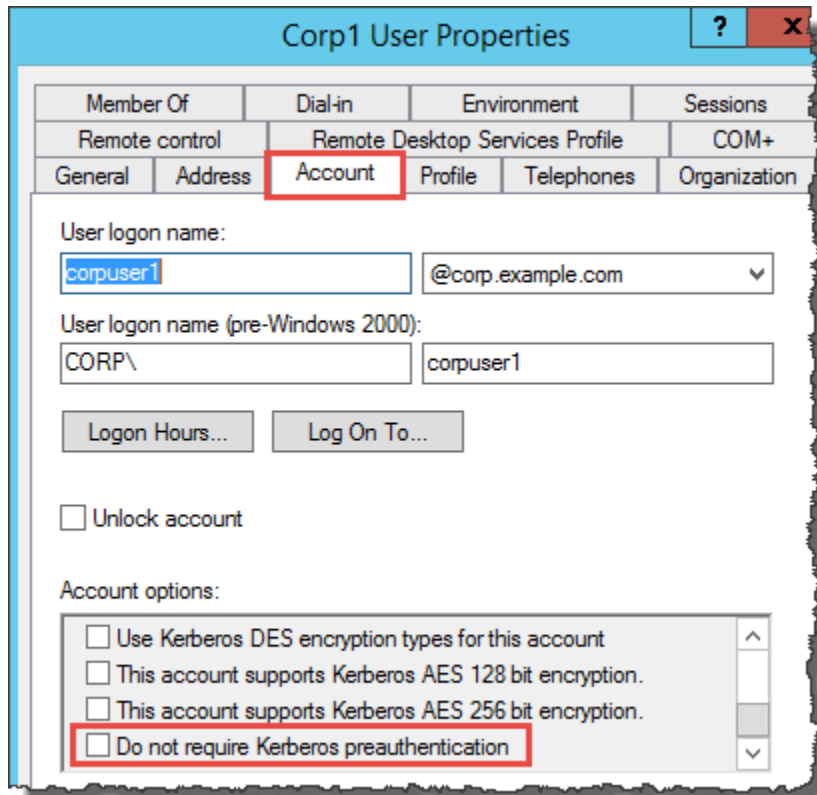 Corp1 User Properties ? x
Member Of Dial-in Environment Sessions
Remote control Remote Desktop Services Profile COM+
General Address Account Profile Telephones Organization
User logon name:
corpuser1 @corp.example.com
User logon name (pre-Windows 2000):
CORP\ corpuser1
Logon Hours... Log On To...
Unlock account
Account options:
Use Kerberos DES encryption types for this account
This account supports Kerberos AES 128 bit encryption.
This account supports Kerberos AES 256 bit encryption.
Do not require Kerberos preauthentication